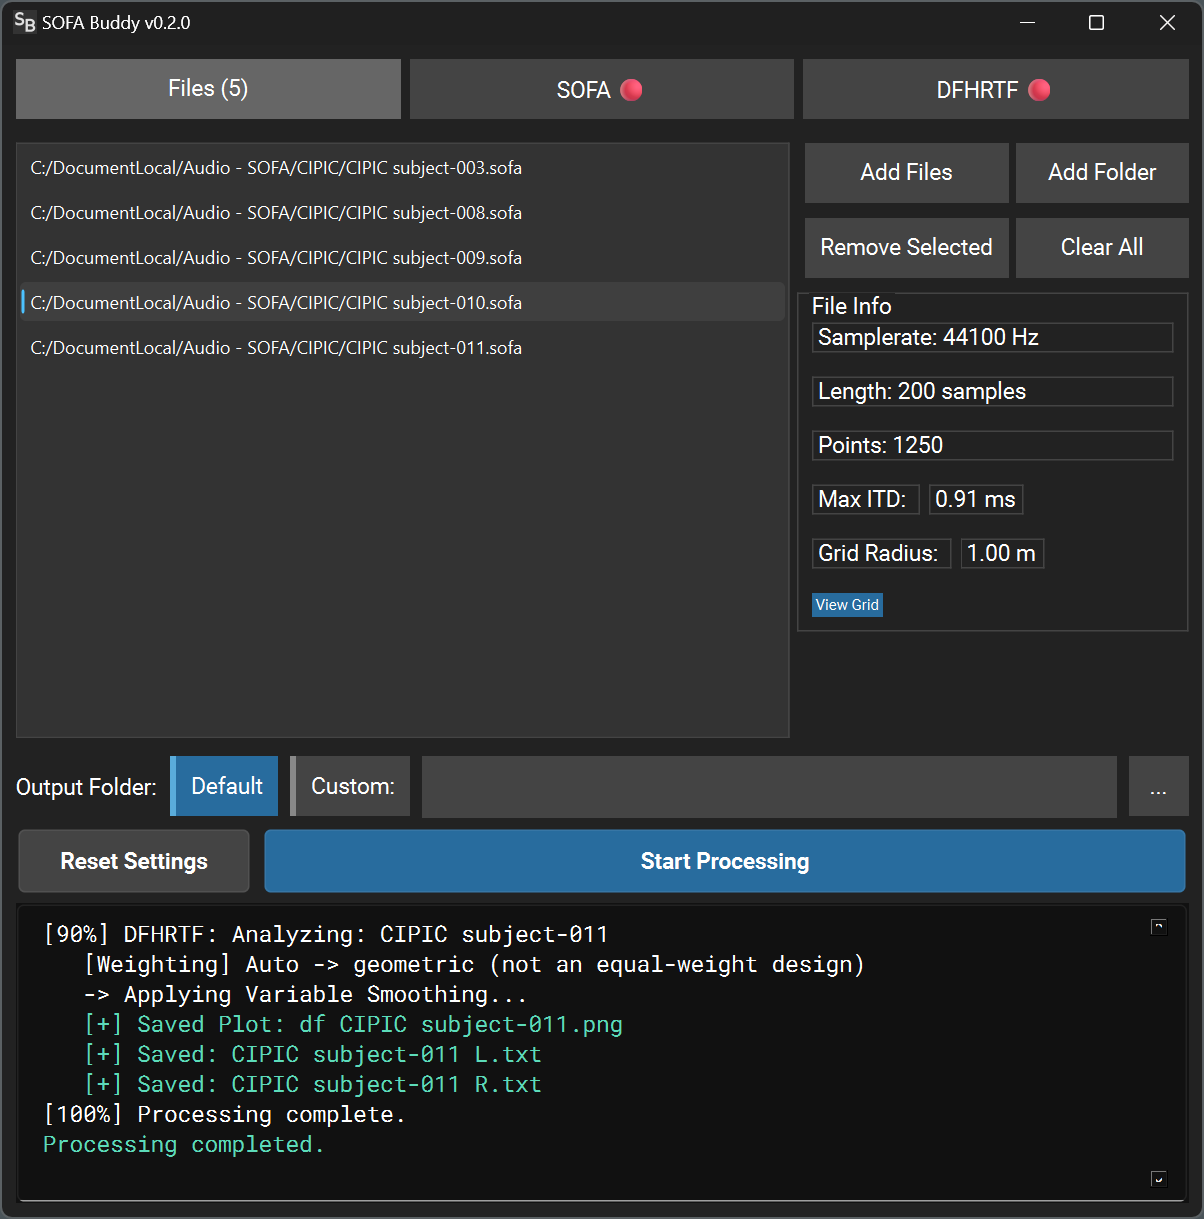 SB SOFA Buddy v0.2.0
Files (5)
SOFA
DFHRTF
C:/DocumentLocal/Audio - SOFA/CIPIC/CIPIC subject-003.sofa
C:/DocumentLocal/Audio - SOFA/CIPIC/CIPIC subject-008.sofa
C:/DocumentLocal/Audio - SOFA/CIPIC/CIPIC subject-009.sofa
C:/DocumentLocal/Audio - SOFA/CIPIC/CIPIC subject-010.sofa
C:/DocumentLocal/Audio - SOFA/CIPIC/CIPIC subject-011.sofa
Add Files
Add Folder
Remove Selected
Clear All
File Info
Samplerate: 44100 Hz
Length: 200 samples
Points: 1250
Max ITD: 0.91 ms
Grid Radius: 1.00 m
View Grid
Output Folder: Default Custom: ...
Reset Settings
Start Processing
[90%] DFHRTF: Analyzing: CIPIC subject-011
[Weighting] Auto -> geometric (not an equal-weight design)
-> Applying Variable Smoothing...
[+] Saved Plot: df CIPIC subject-011.png
[+] Saved: CIPIC subject-011 L.txt
[+] Saved: CIPIC subject-011 R.txt
[100%] Processing complete.
Processing completed.